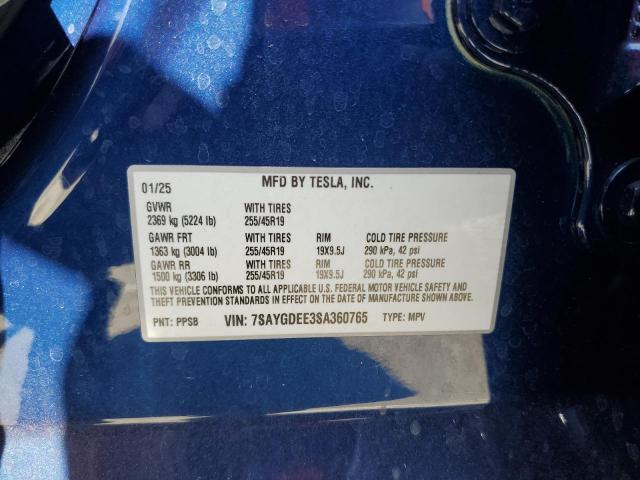 01/25 MFD BY TESLA, INC.
GVWR WITH TIRES
2369 kg (5224 lb) 255/45R19
GAWR FRT WITH TIRES RIM COLD TIRE PRESSURE
1363 kg (3004 lb) 255/45R19 19X9.5J 290 kPa, 42 psi
GAWR RR WITH TIRES RIM COLD TIRE PRESSURE
1500 kg (3306 lb) 255/45R19 19X9.5J 290 kPa, 42 psi
THIS VEHICLE CONFORMS TO ALL APPLICABLE U.S. FEDERAL MOTOR VEHICLE SAFETY AND
THEFT PREVENTION STANDARDS IN EFFECT ON THE DATE OF MANUFACTURE SHOWN ABOVE.
PNT: PPSB VIN: 7SAYGDEE3SA360765 TYPE: MPV